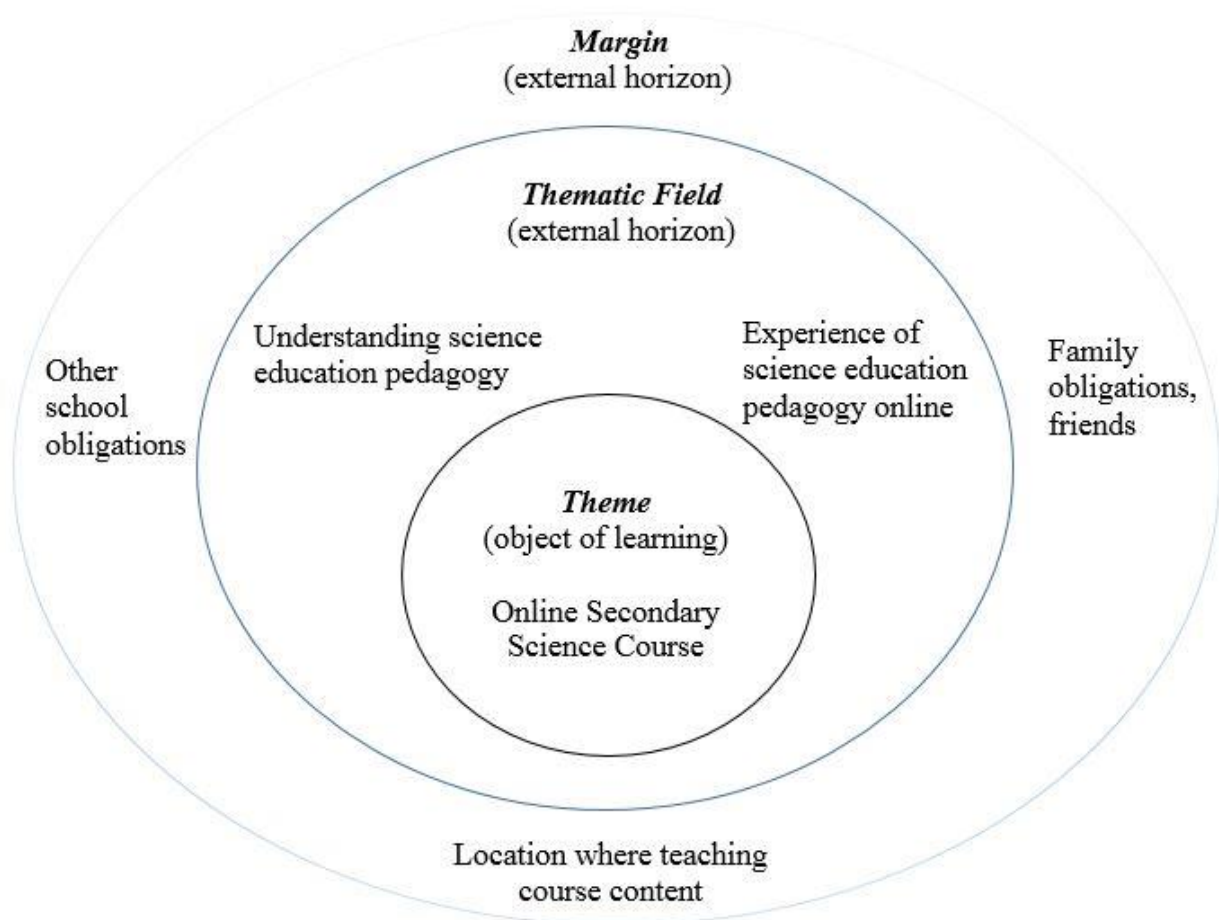 Margin
(external horizon)
Thematic Field
(external horizon)
Understanding science
education pedagogy
Experience of
science education
pedagogy online
Other
school
obligations
Family
obligations,
friends
Theme
(object of learning)
Online Secondary
Science Course
Location where teaching
course content